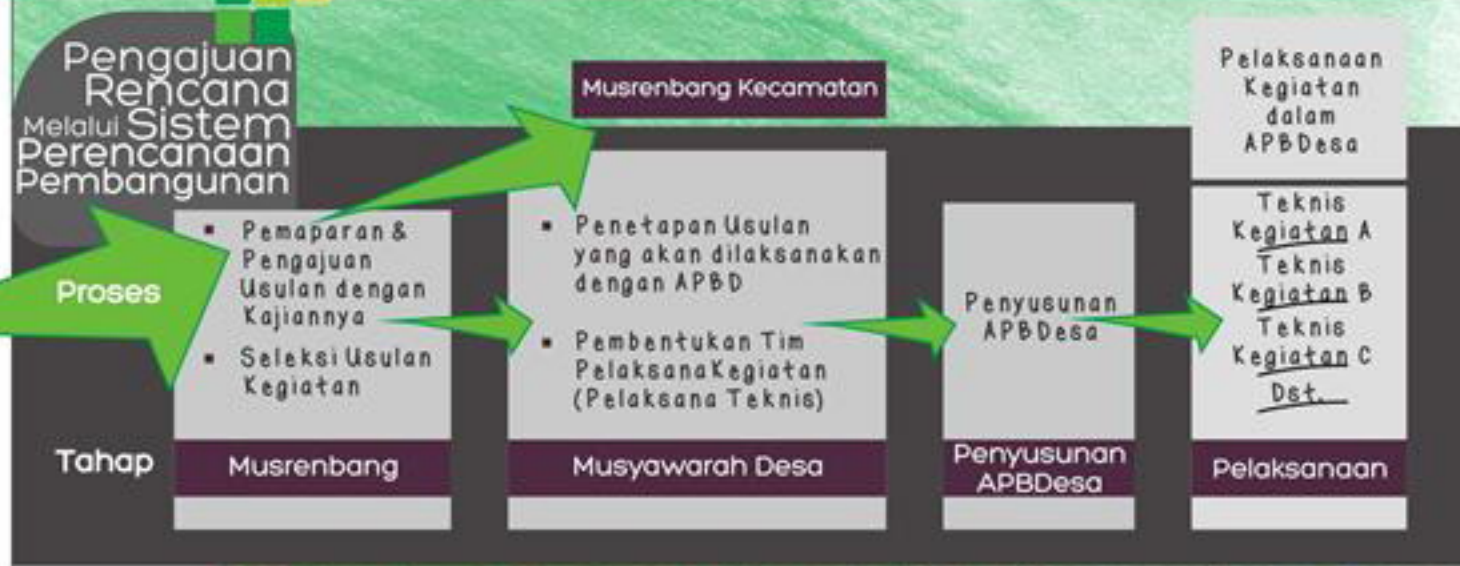 Pengajuan
Rencana
Melalui Sistem
Perencanaan
Pembangunan
Musrenbang Kecamatan
Pelaksanaan
Kegiatan
dalam
APBDesa
Proses
▪ Pemaparan &
Pengajuan
Usulan dengan
Kajiannya
▪ Seleksi Usulan
Kegiatan
▪ Penetapan Usulan
yang akan dilaksanakan
dengan APBD
▪ Pembentukan Tim
PelaksanaKegiatan
(Pelaksana Teknis)
Penyusunan
APBDesa
Teknis
Kegiatan A
Teknis
Kegiatan B
Teknis
Kegiatan C
Dst.
Tahap
Musrenbang
Musyawarah Desa
Penyusunan
APBDesa
Pelaksanaan